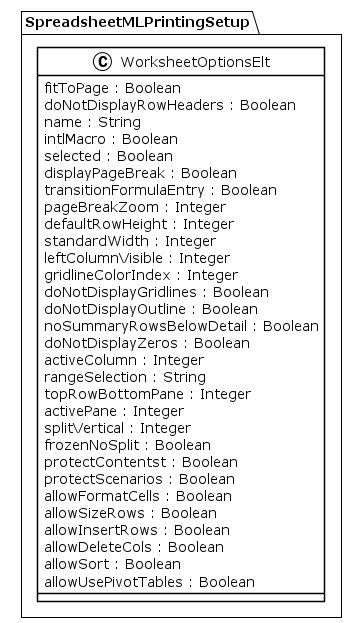 SpreadsheetMLPrintingSetup
C WorksheetOptionsElt
fitToPage : Boolean
doNotDisplayRowHeaders : Boolean
name : String
intlMacro : Boolean
selected : Boolean
displayPageBreak : Boolean
transitionFormulaEntry : Boolean
pageBreakZoom : Integer
defaultRowHeight : Integer
standardWidth : Integer
leftColumnVisible : Integer
gridlineColorIndex : Integer
doNotDisplayGridlines : Boolean
doNotDisplayOutline : Boolean
noSummaryRowsBelowDetail : Boolean
doNotDisplayZeros : Boolean
activeColumn : Integer
rangeSelection : String
topRowBottomPane : Integer
activePane : Integer
splitVertical : Integer
frozenNoSplit : Boolean
protectContentst : Boolean
protectScenarios : Boolean
allowFormatCells : Boolean
allowSizeRows : Boolean
allowInsertRows : Boolean
allowDeleteCols : Boolean
allowSort : Boolean
allowUsePivotTables : Boolean